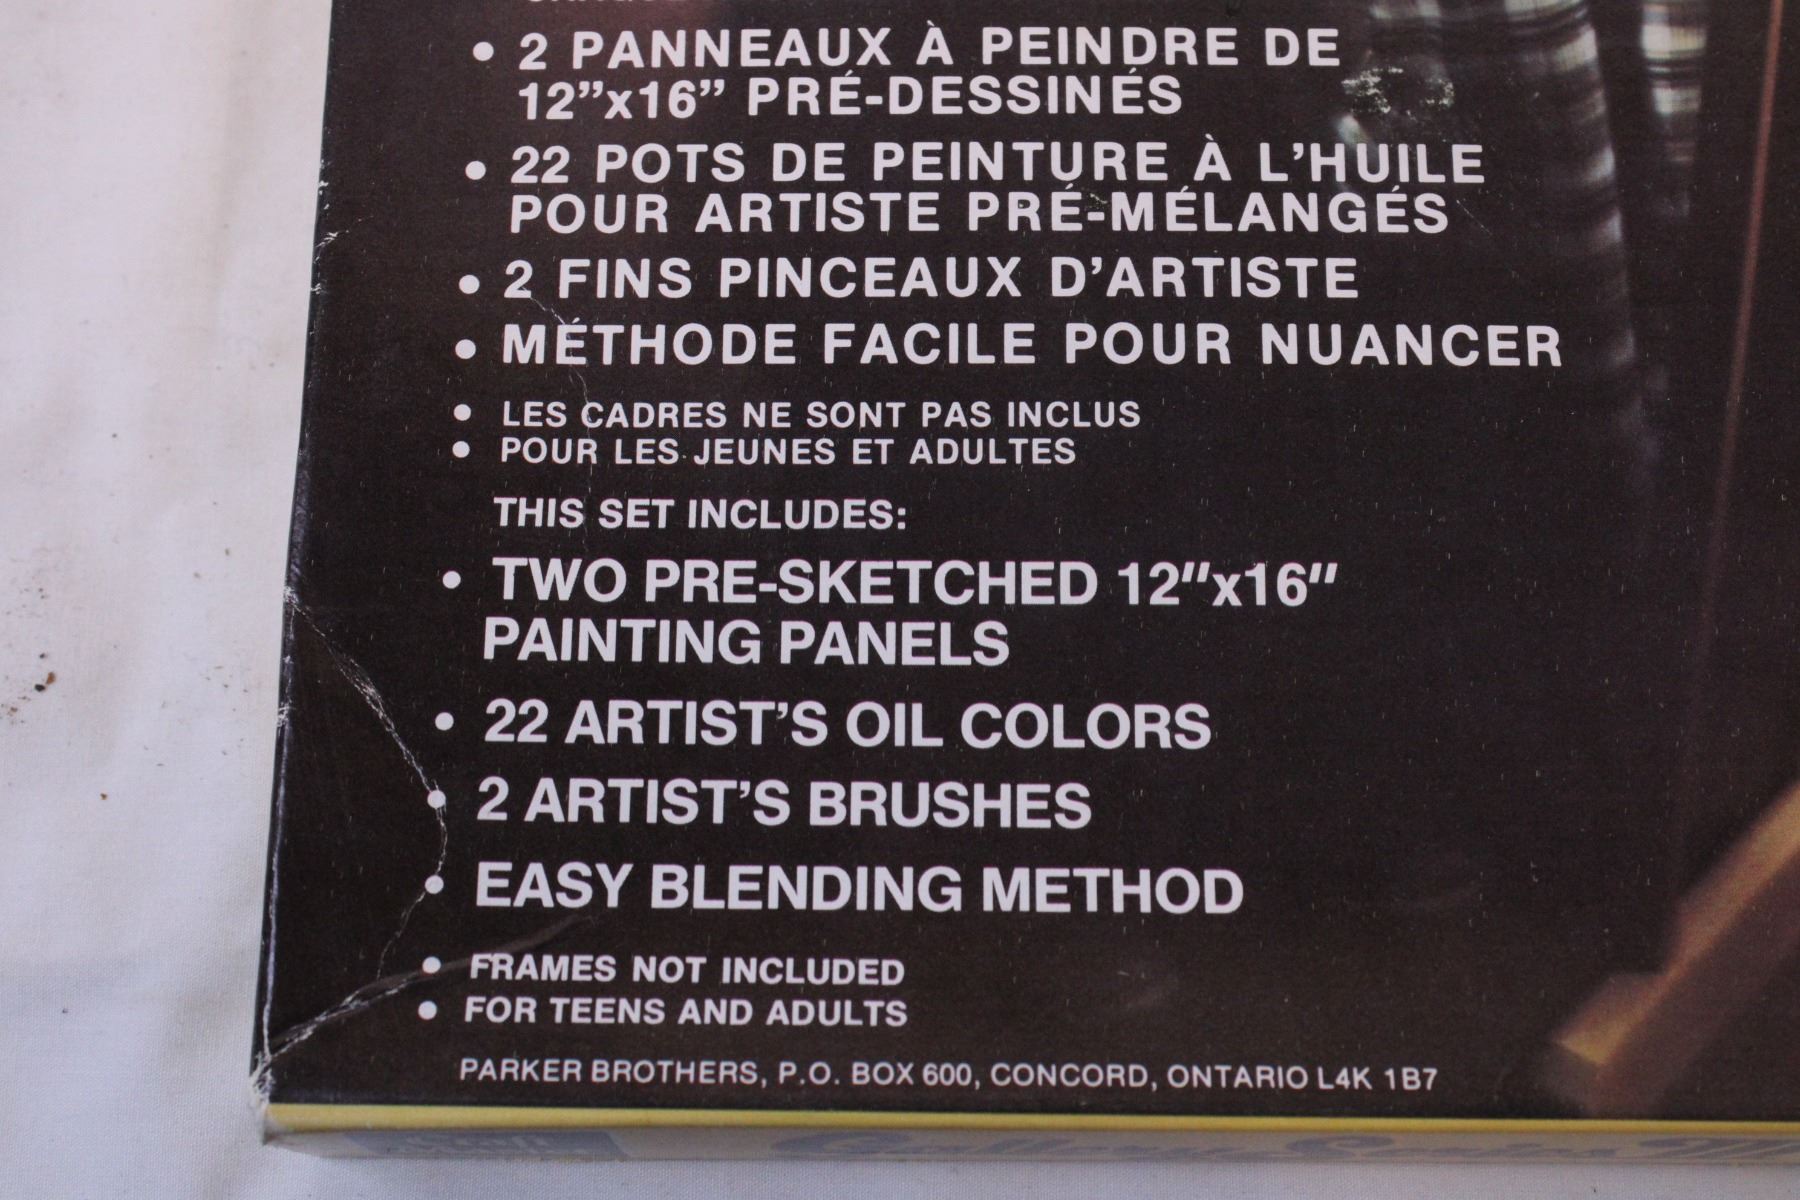 • 2 PANNEAUX À PEINDRE DE
12”x16” PRÉ-DESSINÉS
• 22 POTS DE PEINTURE À L’HUILE
POUR ARTISTE PRÉ-MÉLANGÉS
• 2 FINS PINCEAUX D’ARTISTE
• MÉTHODE FACILE POUR NUANCER
• LES CADRES NE SONT PAS INCLUS
• POUR LES JEUNES ET ADULTES
THIS SET INCLUDES:
• TWO PRE-SKETCHED 12"x16"
PAINTING PANELS
• 22 ARTIST’S OIL COLORS
• 2 ARTIST’S BRUSHES
• EASY BLENDING METHOD
• FRAMES NOT INCLUDED
• FOR TEENS AND ADULTS
PARKER BROTHERS, P.O. BOX 600, CONCORD, ONTARIO L4K 1B7